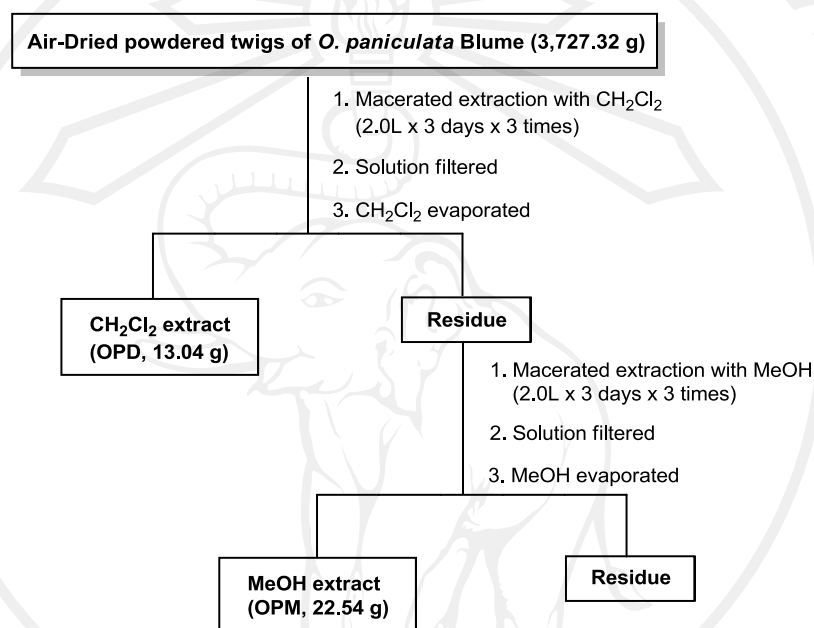 Air-Dried powdered twigs of O. paniculata Blume (3,727.32 g)
1. Macerated extraction with CH₂Cl₂
(2.0L x 3 days x 3 times)
2. Solution filtered
3. CH₂Cl₂ evaporated
CH₂Cl₂ extract
(OPD, 13.04 g)
Residue
1. Macerated extraction with MeOH
(2.0L x 3 days x 3 times)
2. Solution filtered
3. MeOH evaporated
MeOH extract
(OPM, 22.54 g)
Residue